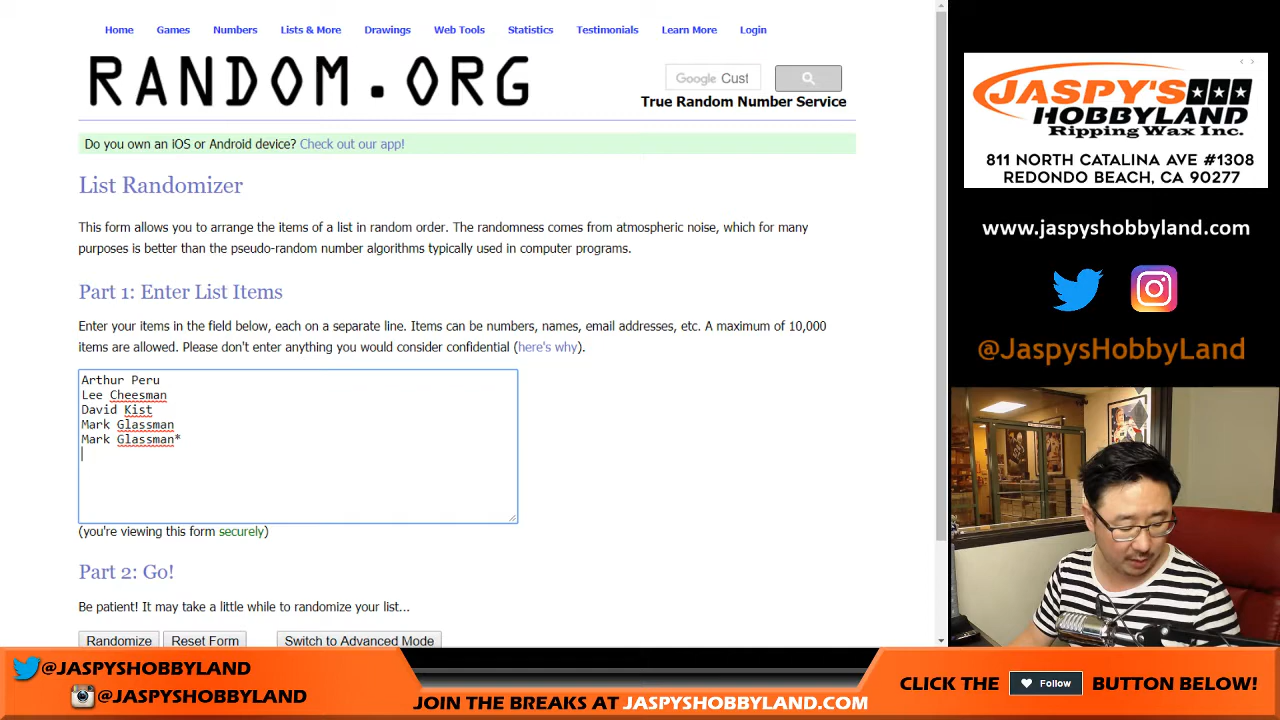 Home Games Numbers Lists & More Drawings Web Tools Statistics Testimonials Learn More Login
RANDOM.ORG
Google Cust
True Random Number Service
Do you own an iOS or Android device? Check out our app!
List Randomizer
This form allows you to arrange the items of a list in random order. The randomness comes from atmospheric noise, which for many
purposes is better than the pseudo-random number algorithms typically used in computer programs.
Part 1: Enter List Items
Enter your items in the field below, each on a separate line. Items can be numbers, names, email addresses, etc. A maximum of 10,000
items are allowed. Please don't enter anything you would consider confidential (here's why).
Arthur Peru
Lee Cheesman
David Kist
Mark Glassman
Mark Glassman*
(you're viewing this form securely)
Part 2: Go!
Be patient! It may take a little while to randomize your list...
Randomize Reset Form Switch to Advanced Mode
JASPY'S
HOBBYLAND
Ripping Wax Inc.
811 NORTH CATALINA AVE #1308
REDONDO BEACH, CA 90277
www.jaspyshobbyland.com
@JaspysHobbyLand
@JASPYSHOBBYLAND
@JASPYSHOBBYLAND
JOIN THE BREAKS AT JASPYSHOBBYLAND.COM
CLICK THE Follow BUTTON BELOW!